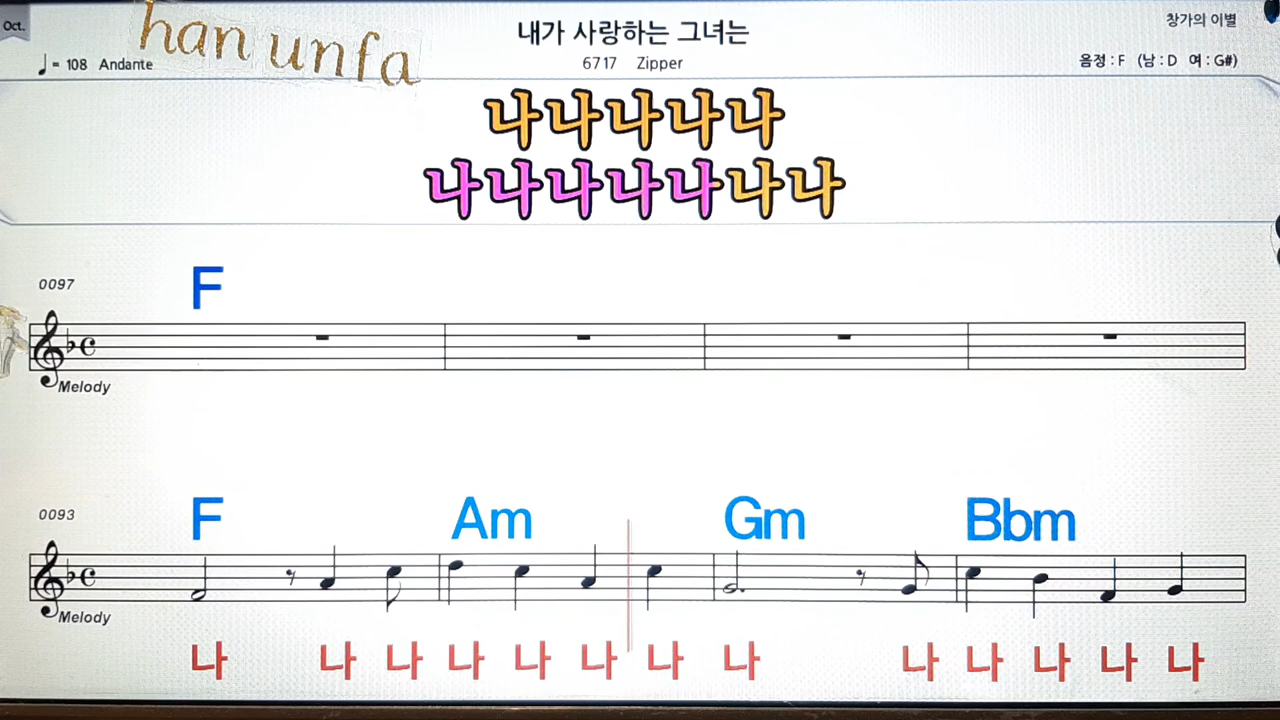 Oct.
han unfa
내가 사랑하는 그녀는
창가의 이별
♩= 108 Andante
6717 Zipper
음정 : F (남 : D 여 : G#)
나나나나나
나나나나나나나
0097
F
Melody
0093
F Am Gm Bbm
Melody
나 나 나 나 나 나 나 나 나 나 나 나 나